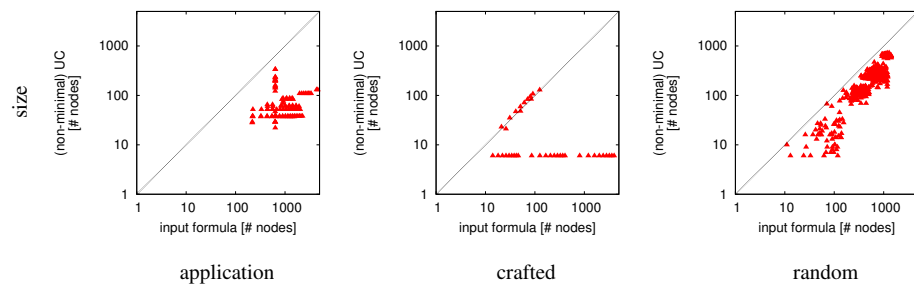 size
(non-minimal) UC
[# nodes]
1000
100
10
1
1
10
100
1000
input formula [# nodes]
application
(non-minimal) UC
[# nodes]
1000
100
10
1
1
10
100
1000
input formula [# nodes]
crafted
(non-minimal) UC
[# nodes]
1000
100
10
1
1
10
100
1000
input formula [# nodes]
random